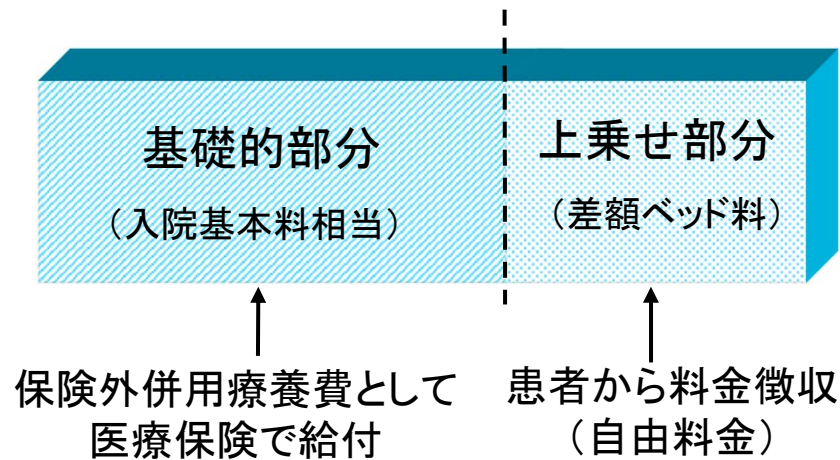 基礎的部分
（入院基本料相当）
上乗せ部分
（差額ベッド料）
保険外併用療養費として
医療保険で給付
患者から料金徴収
（自由料金）